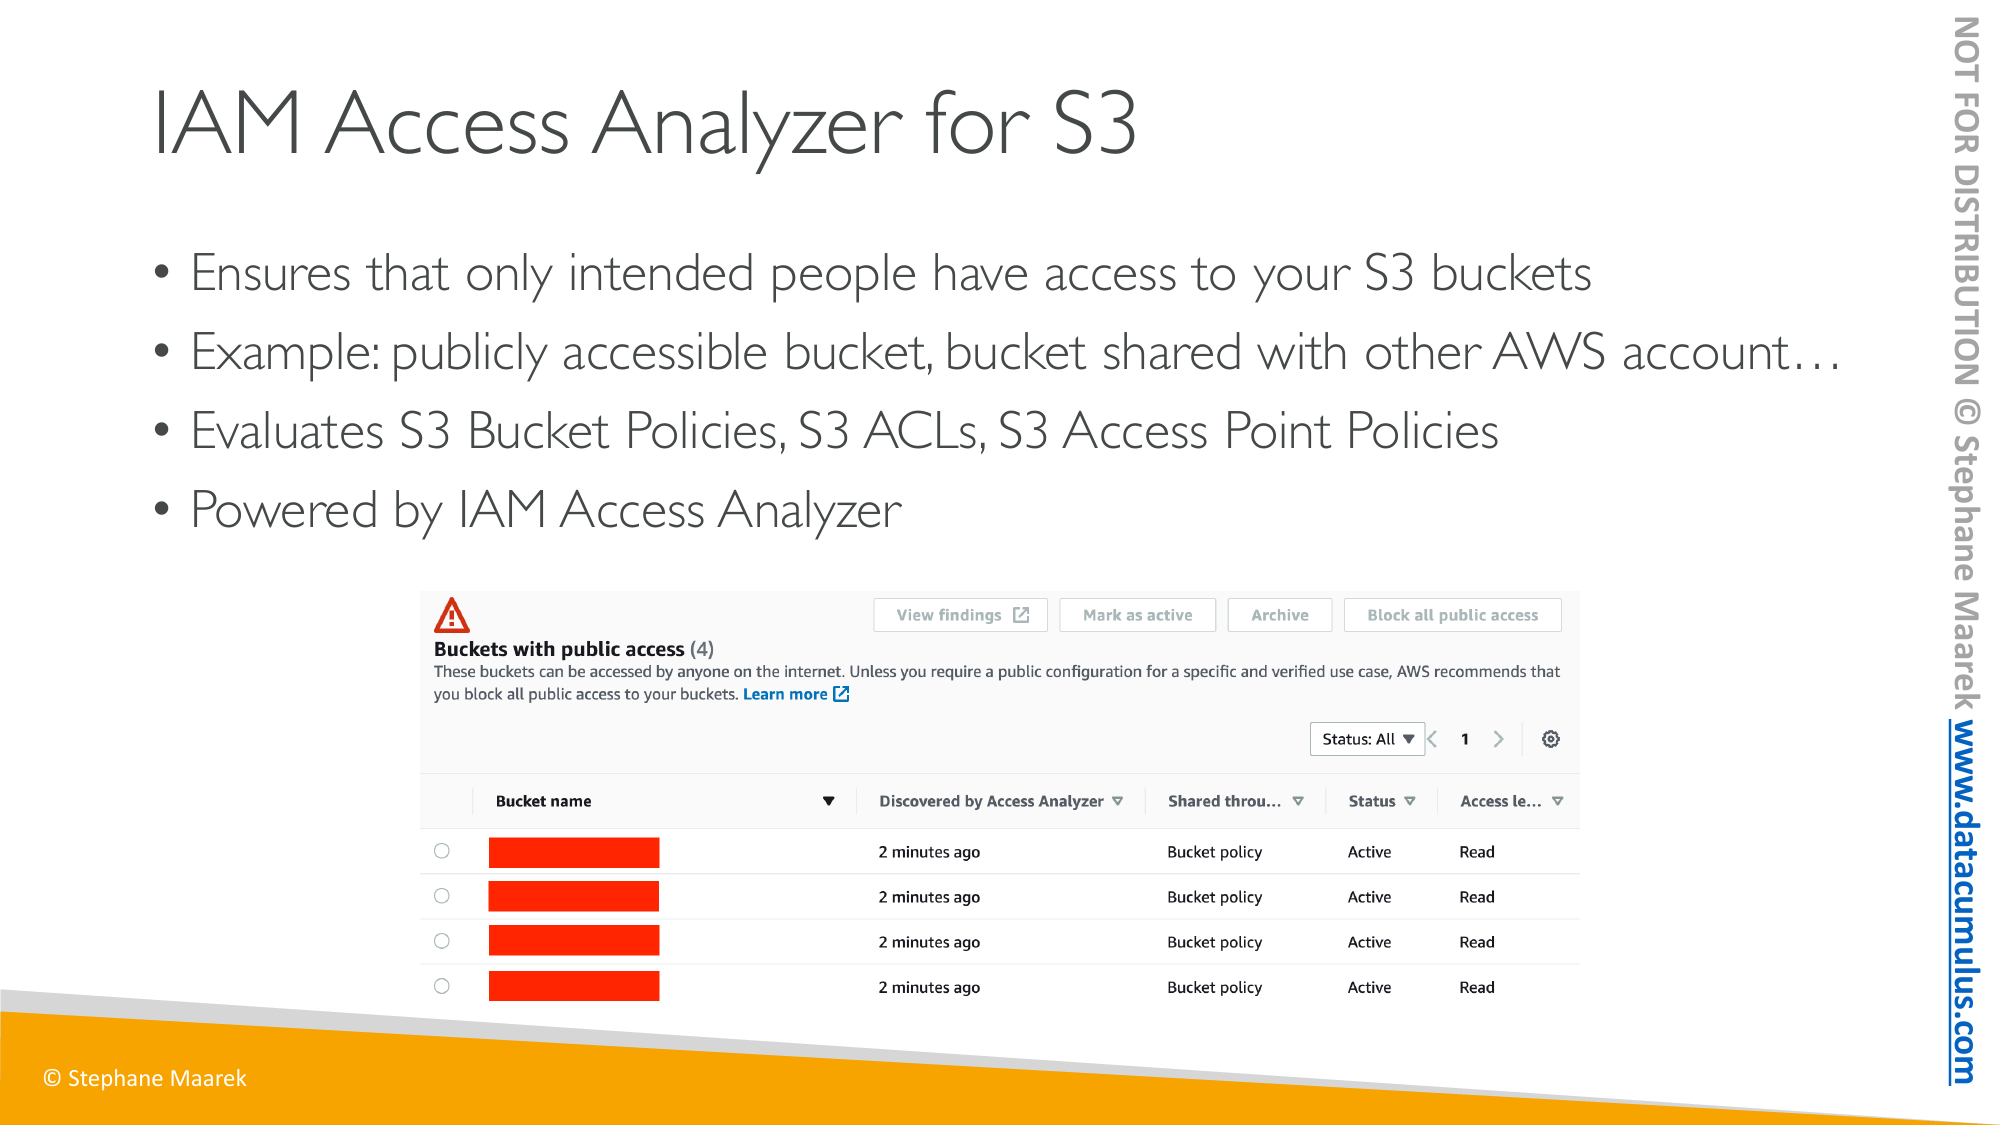 IAM Access Analyzer for S3
• Ensures that only intended people have access to your S3 buckets
• Example: publicly accessible bucket, bucket shared with other AWS account…
• Evaluates S3 Bucket Policies, S3 ACLs, S3 Access Point Policies
• Powered by IAM Access Analyzer
View findings Mark as active Archive Block all public access
Buckets with public access (4)
These buckets can be accessed by anyone on the internet. Unless you require a public configuration for a specific and verified use case, AWS recommends that
you block all public access to your buckets. Learn more
Status: All 1
Bucket name Discovered by Access Analyzer Shared throu... Status Access le...
2 minutes ago Bucket policy Active Read
2 minutes ago Bucket policy Active Read
2 minutes ago Bucket policy Active Read
2 minutes ago Bucket policy Active Read
© Stephane Maarek
NOT FOR DISTRIBUTION © Stephane Maarek www.datacumulus.com